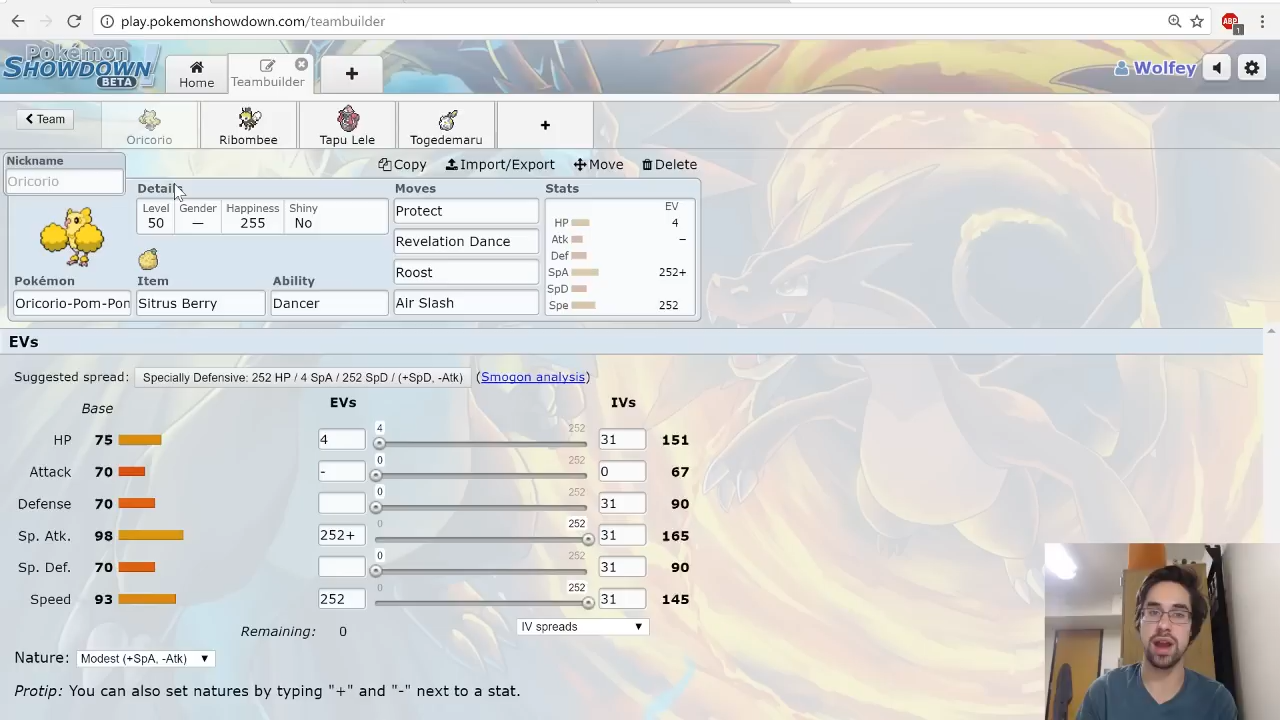 play.pokemonshowdown.com/teambuilder
ABP
1
Pokémon
SHOWDOWN
BETA
Home
Teambuilder
+
Wolfey
< Team
Oricorio
Ribombee
Tapu Lele
Togedemaru
+
Copy
Import/Export
Move
Delete
Nickname
Oricorio
Details
Level Gender Happiness Shiny
50 — 255 No
Pokémon
Oricorio-Pom-Pon
Item
Sitrus Berry
Ability
Dancer
Moves
Protect
Revelation Dance
Roost
Air Slash
Stats
EV
HP 4
Atk –
Def
SpA 252+
SpD
Spe 252
EVs
Suggested spread: Specially Defensive: 252 HP / 4 SpA / 252 SpD / (+SpD, -Atk) (Smogon analysis)
Base EVs IVs
HP 75 4 4 252 31 151
Attack 70 - 0 252 0 67
Defense 70 0 252 31 90
Sp. Atk. 98 252+ 0 252 31 165
Sp. Def. 70 0 252 31 90
Speed 93 252 0 252 31 145
Remaining: 0
IV spreads
Nature: Modest (+SpA, -Atk)
Protip: You can also set natures by typing "+" and "-" next to a stat.